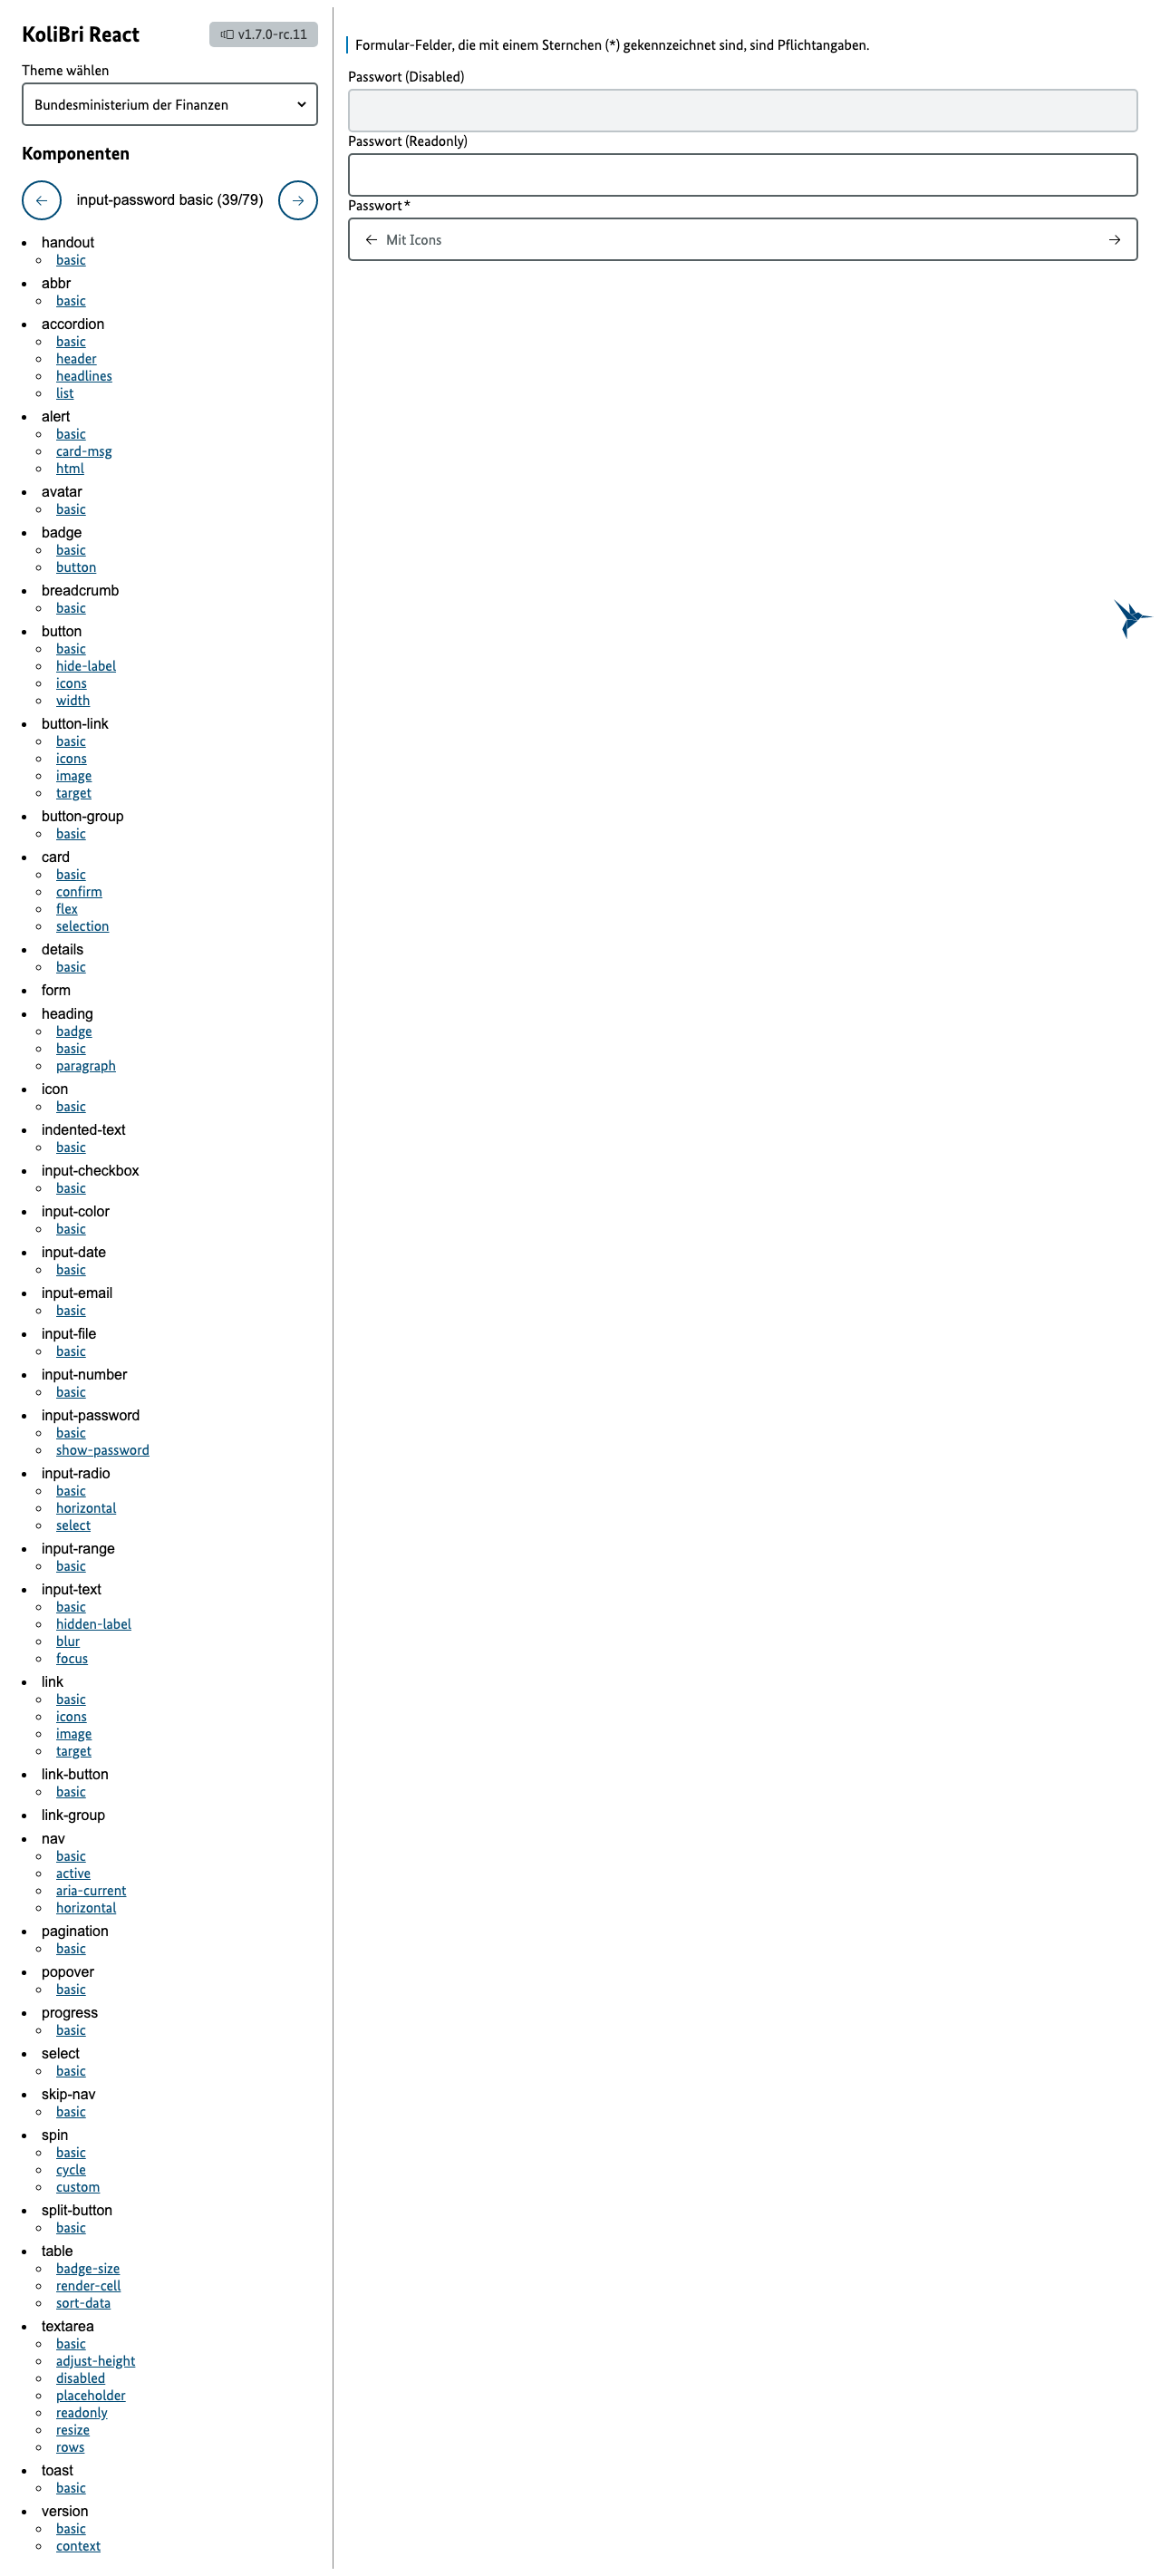 KoliBri React
v1.7.0-rc.11
Theme wählen
Bundesministerium der Finanzen
Komponenten
input-password basic (39/79)
handout
basic
abbr
basic
accordion
basic
header
headlines
list
alert
basic
card-msg
html
avatar
basic
badge
basic
button
breadcrumb
basic
button
basic
hide-label
icons
width
button-link
basic
icons
image
target
button-group
basic
card
basic
confirm
flex
selection
details
basic
form
heading
badge
basic
paragraph
icon
basic
indented-text
basic
input-checkbox
basic
input-color
basic
input-date
basic
input-email
basic
input-file
basic
input-number
basic
input-password
basic
show-password
input-radio
basic
horizontal
select
input-range
basic
input-text
basic
hidden-label
blur
focus
link
basic
icons
image
target
link-button
basic
link-group
nav
basic
active
aria-current
horizontal
pagination
basic
popover
basic
progress
basic
select
basic
skip-nav
basic
spin
basic
cycle
custom
split-button
basic
table
badge-size
render-cell
sort-data
textarea
basic
adjust-height
disabled
placeholder
readonly
resize
rows
toast
basic
version
basic
context
Formular-Felder, die mit einem Sternchen (*) gekennzeichnet sind, sind Pflichtangaben.
Passwort (Disabled)
Passwort (Readonly)
Passwort*
Mit Icons